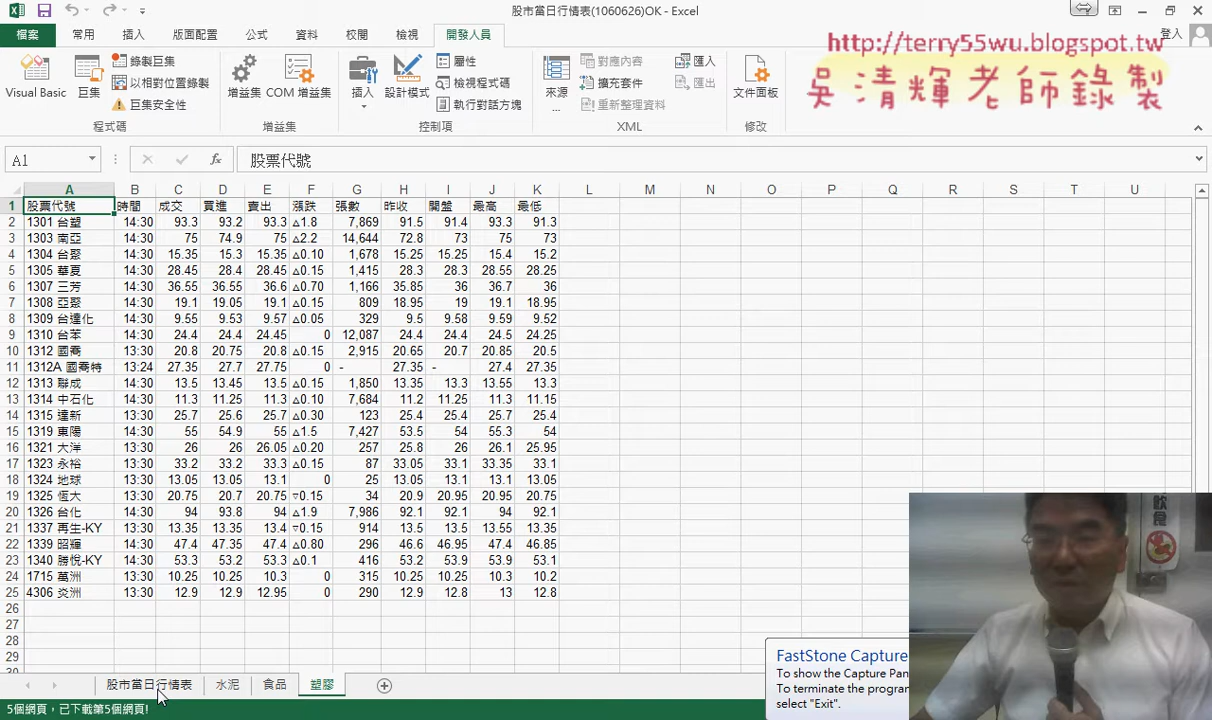 股市當日行情表(1060626)OK - Excel
檔案 常用 插入 版面配置 公式 資料 校閱 檢視 開發人員 登入
http://terry55wu.blogspot.tw
吳清輝老師錄製
Visual Basic 巨集 錄製巨集 以相對位置錄製 巨集安全性
增益集 COM 增益集
插入 設計模式 屬性 檢視程式碼 執行對話方塊
來源... 對應內容 擴充套件 重新整理資料 匯入 匯出
文件面板
程式碼 增益集 控制項 XML 修改
A1 fx 股票代號
A B C D E F G H I J K L M N O P Q R S T U
1 股票代號 時間 成交 買進 賣出 漲跌 張數 昨收 開盤 最高 最低
2 1301 台塑 14:30 93.3 93.2 93.3 △1.8 7,869 91.5 91.4 93.3 91.3
3 1303 南亞 14:30 75 74.9 75 △2.2 14,644 72.8 73 75 73
4 1304 台聚 14:30 15.35 15.3 15.35 △0.10 1,678 15.25 15.25 15.4 15.2
5 1305 華夏 14:30 28.45 28.4 28.45 △0.15 1,415 28.3 28.3 28.55 28.25
6 1307 三芳 14:30 36.55 36.55 36.6 △0.70 1,166 35.85 36 36.7 36
7 1308 亞聚 14:30 19.1 19.05 19.1 △0.15 809 18.95 19 19.1 18.95
8 1309 台達化 14:30 9.55 9.53 9.57 △0.05 329 9.5 9.58 9.59 9.52
9 1310 台苯 14:30 24.4 24.4 24.45 0 12,087 24.4 24.4 24.5 24.25
10 1312 國喬 13:30 20.8 20.75 20.8 △0.15 2,915 20.65 20.7 20.85 20.5
11 1312A 國喬特 13:24 27.35 27.7 27.75 0 - 27.35 - 27.4 27.35
12 1313 聯成 14:30 13.5 13.45 13.5 △0.15 1,850 13.35 13.3 13.55 13.3
13 1314 中石化 14:30 11.3 11.25 11.3 △0.10 7,684 11.2 11.25 11.3 11.15
14 1315 達新 13:30 25.7 25.6 25.7 △0.30 123 25.4 25.4 25.7 25.4
15 1319 東陽 14:30 55 54.9 55 △1.5 7,427 53.5 54 55.3 54
16 1321 大洋 13:30 26 26 26.05 △0.20 257 25.8 26 26.1 25.95
17 1323 永裕 13:30 33.2 33.2 33.3 △0.15 87 33.05 33.1 33.35 33.1
18 1324 地球 13:30 13.05 13.05 13.1 0 25 13.05 13.1 13.1 13.05
19 1325 恆大 13:30 20.75 20.7 20.75 ▽0.15 34 20.9 20.95 20.95 20.75
20 1326 台化 14:30 94 93.8 94 △1.9 7,986 92.1 92.1 94 92.1
21 1337 再生-KY 13:30 13.35 13.35 13.4 ▽0.15 914 13.5 13.5 13.55 13.35
22 1339 昭輝 14:30 47.4 47.35 47.4 △0.80 296 46.6 46.95 47.4 46.85
23 1340 勝悅-KY 14:30 53.3 53.2 53.3 △0.1 416 53.2 53.9 53.9 53.1
24 1715 萬洲 13:30 10.25 10.25 10.3 0 315 10.25 10.25 10.3 10.2
25 4306 炎洲 13:30 12.9 12.9 12.95 0 290 12.9 12.8 13 12.8
26
27
28
29
30
飲食
FastStone Capture
To show the Capture Pan
To terminate the progra
select "Exit".
股市當日行情表 水泥 食品 塑膠
5個網頁，已下載第5個網頁!